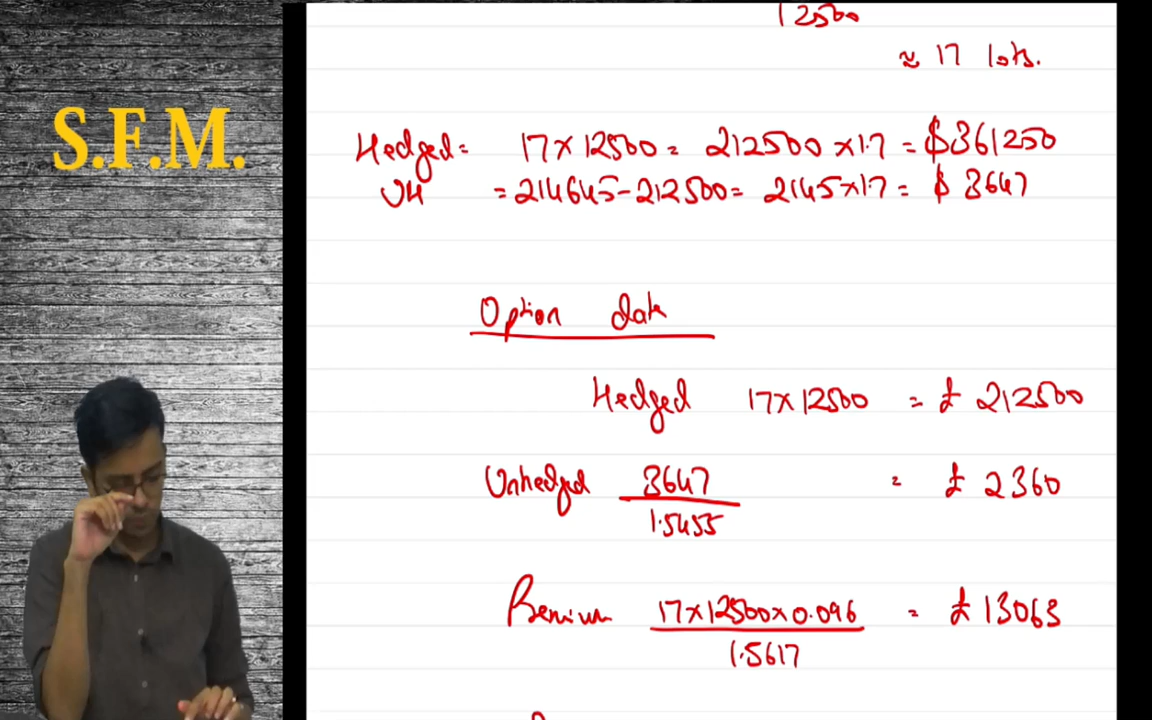 S.F.M.
12500
≈ 17 lots.
Hedged = 17 x 12500 = 212500 x 1.7 = $361250
UH = 214645 - 212500 = 2145 x 1.7 = $ 3647
Option date
Hedged 17 x 12500 = £ 212500
Unhedged 3647 = £ 2360
1.5455
Premium 17 x 12500 x 0.096 = £ 13063
1.5617